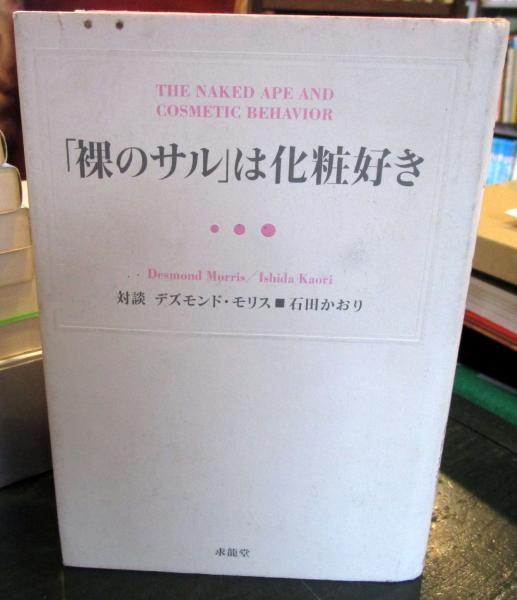 THE NAKED APE AND
COSMETIC BEHAVIOR
「裸のサル」は化粧好き
Desmond Morris/Ishida Kaori
対談 デズモンド・モリス■石田かおり
求龍堂